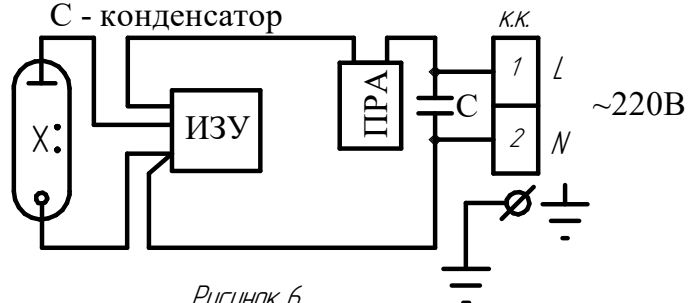 С - конденсатор
к.к.
ИЗУ
ПРА
С
1 L
2 N
~220В
Рисунок 6